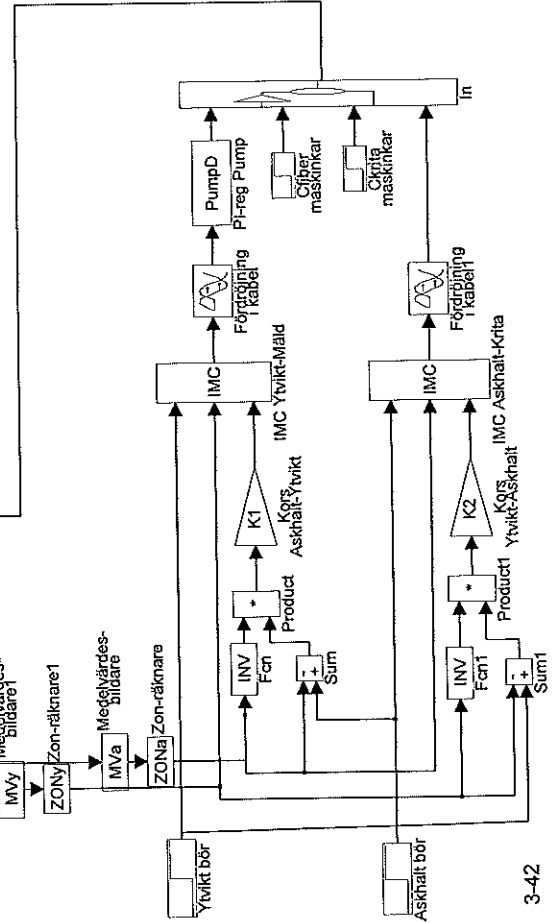 Medelvärdes-
bildare1
MVy
ZONy
Zon-räknare1
Medelvärdes-
bildare
MVa
Zon-räknare
ZONa
Ytvikt bör
Askhalt bör
INV
Fcn
-
+
Sum
*
Product
K1
Kors
Askhalt-Ytvikt
IMC
IMC Ytvikt-Mäld
Fördröjning
i kabel
PumpD
PI-reg Pump
Cfiber
maskinkar
Ckrita
maskinkar
In
INV
Fcn1
-
+
Sum1
*
Product1
K2
Kors
Ytvikt-Askhalt
IMC
IMC Askhalt-Krita
Fördröjning
i kabel1
3-42